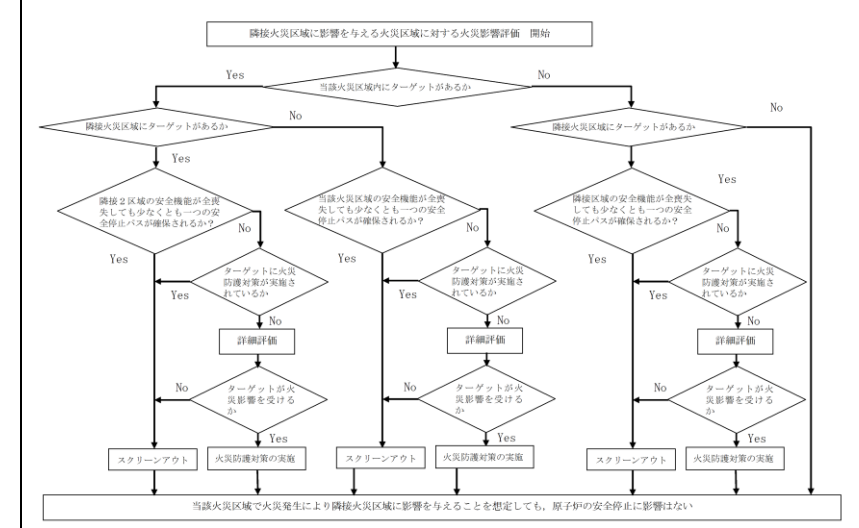 隣接火災区域に影響を与える火災区域に対する火災影響評価　開始
Yes
No
当該火災区域内にターゲットがあるか
隣接火災区域にターゲットがあるか
No
隣接火災区域にターゲットがあるか
No
Yes
Yes
Yes
隣接２区域の安全機能が全喪
失しても少なくとも一つの安
全停止パスが確保されるか？
当該火災区域の安全機能が全喪
失しても少なくとも一つの安全
停止パスが確保されるか？
隣接区域の安全機能が全喪失
しても少なくとも一つの安全
停止パスが確保されるか？
No
No
No
Yes
Yes
Yes
ターゲットに火災
防護対策が実施さ
れているか
ターゲットに火災
防護対策が実施さ
れているか
ターゲットに火災
防護対策が実施さ
れているか
Yes
Yes
Yes
No
No
No
詳細評価
詳細評価
詳細評価
No
No
No
ターゲットが火
災影響を受ける
か
ターゲットが火
災影響を受ける
か
ターゲットが火
災影響を受ける
か
Yes
Yes
Yes
スクリーンアウト
火災防護対策の実施
スクリーンアウト
火災防護対策の実施
スクリーンアウト
火災防護対策の実施
当該火災区域で火災発生により隣接火災区域に影響を与えることを想定しても，原子炉の安全停止に影響はない